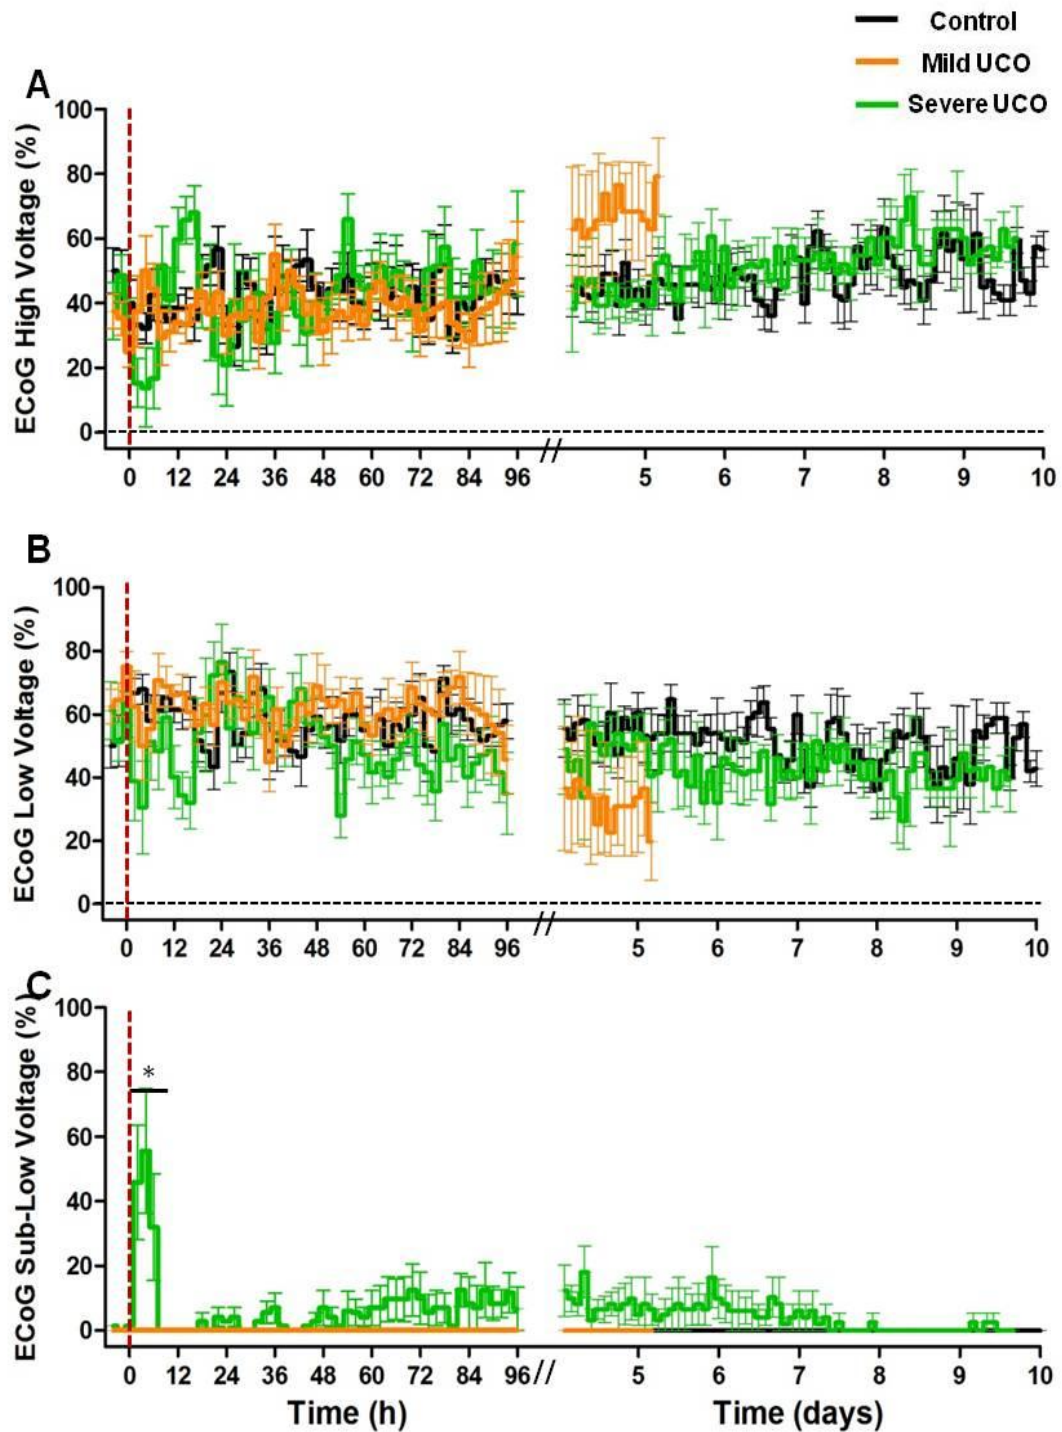 Control
Mild UCO
Severe UCO
A
ECoG High Voltage (%)
100
80
60
40
20
0
0 12 24 36 48 60 72 84 96 // 5 6 7 8 9 10
B
ECoG Low Voltage (%)
100
80
60
40
20
0
0 12 24 36 48 60 72 84 96 // 5 6 7 8 9 10
C
ECoG Sub-Low Voltage (%)
100
80
*
60
40
20
0
0 12 24 36 48 60 72 84 96 // 5 6 7 8 9 10
Time (h) Time (days)